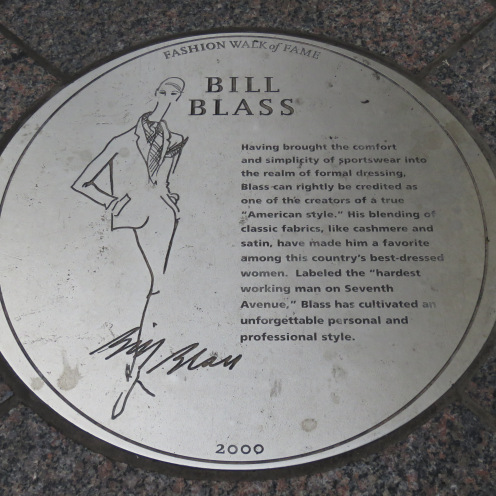 FASHION WALK of FAME
BILL
BLASS
Having brought the comfort
and simplicity of sportswear into
the realm of formal dressing,
Blass can rightly be credited as
one of the creators of a true
“American style.” His blending of
classic fabrics, like cashmere and
satin, have made him a favorite
among this country’s best-dressed
women. Labeled the “hardest
working man on Seventh
Avenue,” Blass has cultivated an
unforgettable personal and
professional style.
Bill Blass
2000